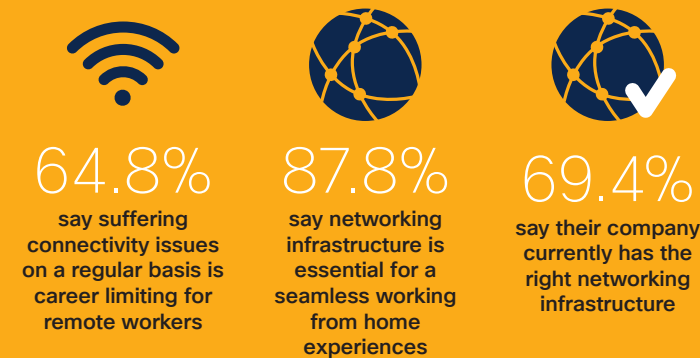 64.8%
say suffering
connectivity issues
on a regular basis is
career limiting for
remote workers
87.8%
say networking
infrastructure is
essential for a
seamless working
from home
experiences
69.4%
say their company
currently has the
right networking
infrastructure